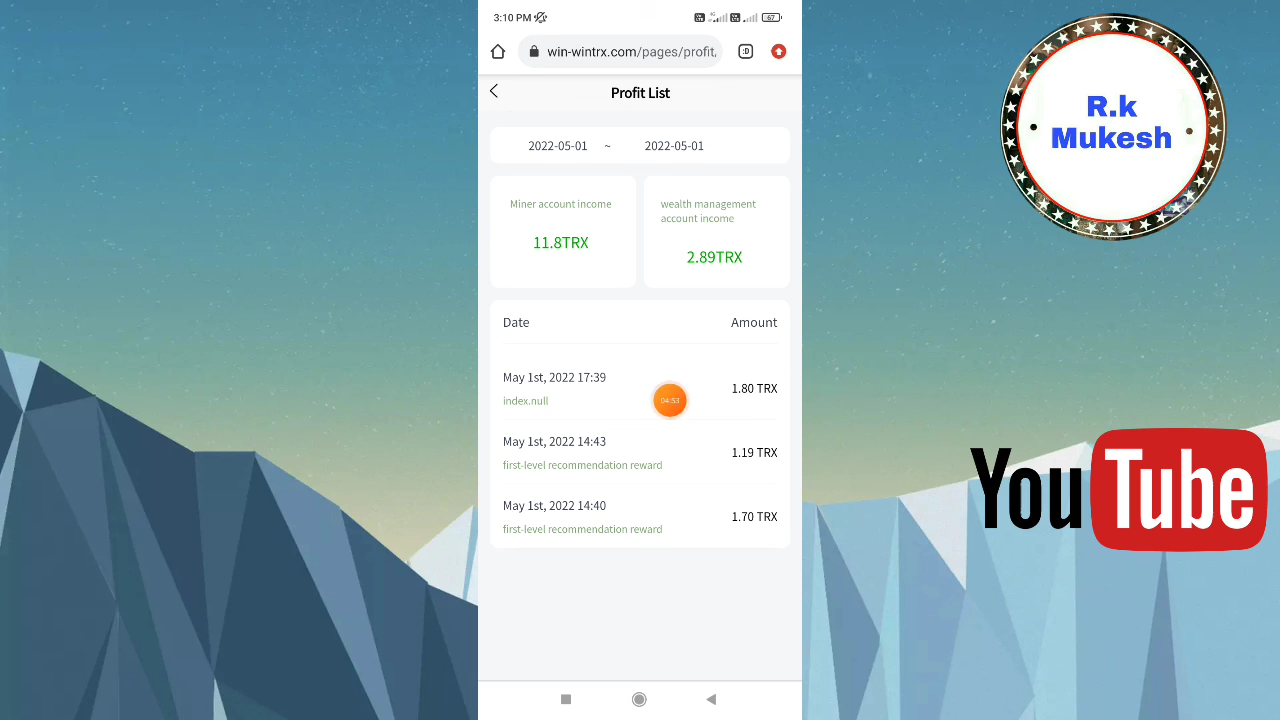 3:10 PM
67
win-wintrx.com/pages/profit,
:D
Profit List
2022-05-01 ~ 2022-05-01
Miner account income
11.8TRX
wealth management
account income
2.89TRX
Date Amount
May 1st, 2022 17:39
index.null
1.80 TRX
04:53
May 1st, 2022 14:43
first-level recommendation reward
1.19 TRX
May 1st, 2022 14:40
first-level recommendation reward
1.70 TRX
R.k
Mukesh
YouTube